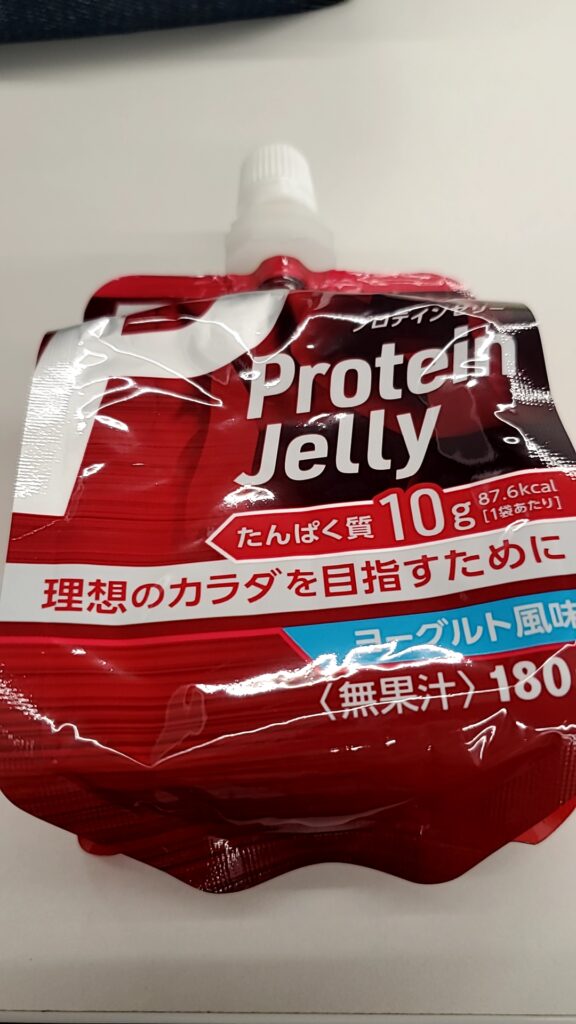 P
プロテインゼリー
Protein
Jelly
たんぱく質 10g 87.6kcal
[1袋あたり]
理想のカラダを目指すために
ヨーグルト風味
〈無果汁〉 180